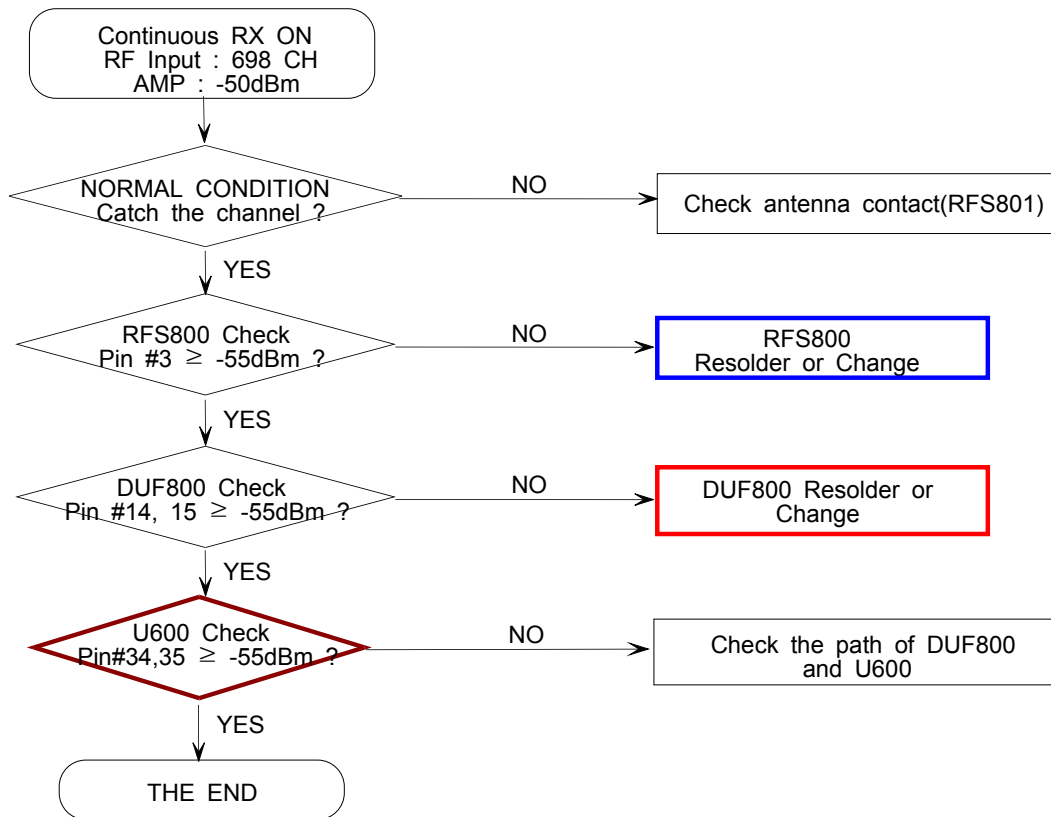 Continuous RX ON
RF Input : 698 CH
AMP : -50dBm
NORMAL CONDITION
Catch the channel ?
NO
Check antenna contact(RFS801)
YES
RFS800 Check
Pin #3 ≥ -55dBm ?
NO
RFS800
Resolder or Change
YES
DUF800 Check
Pin #14, 15 ≥ -55dBm ?
NO
DUF800 Resolder or
Change
YES
U600 Check
Pin#34,35 ≥ -55dBm ?
NO
Check the path of DUF800
and U600
YES
THE END